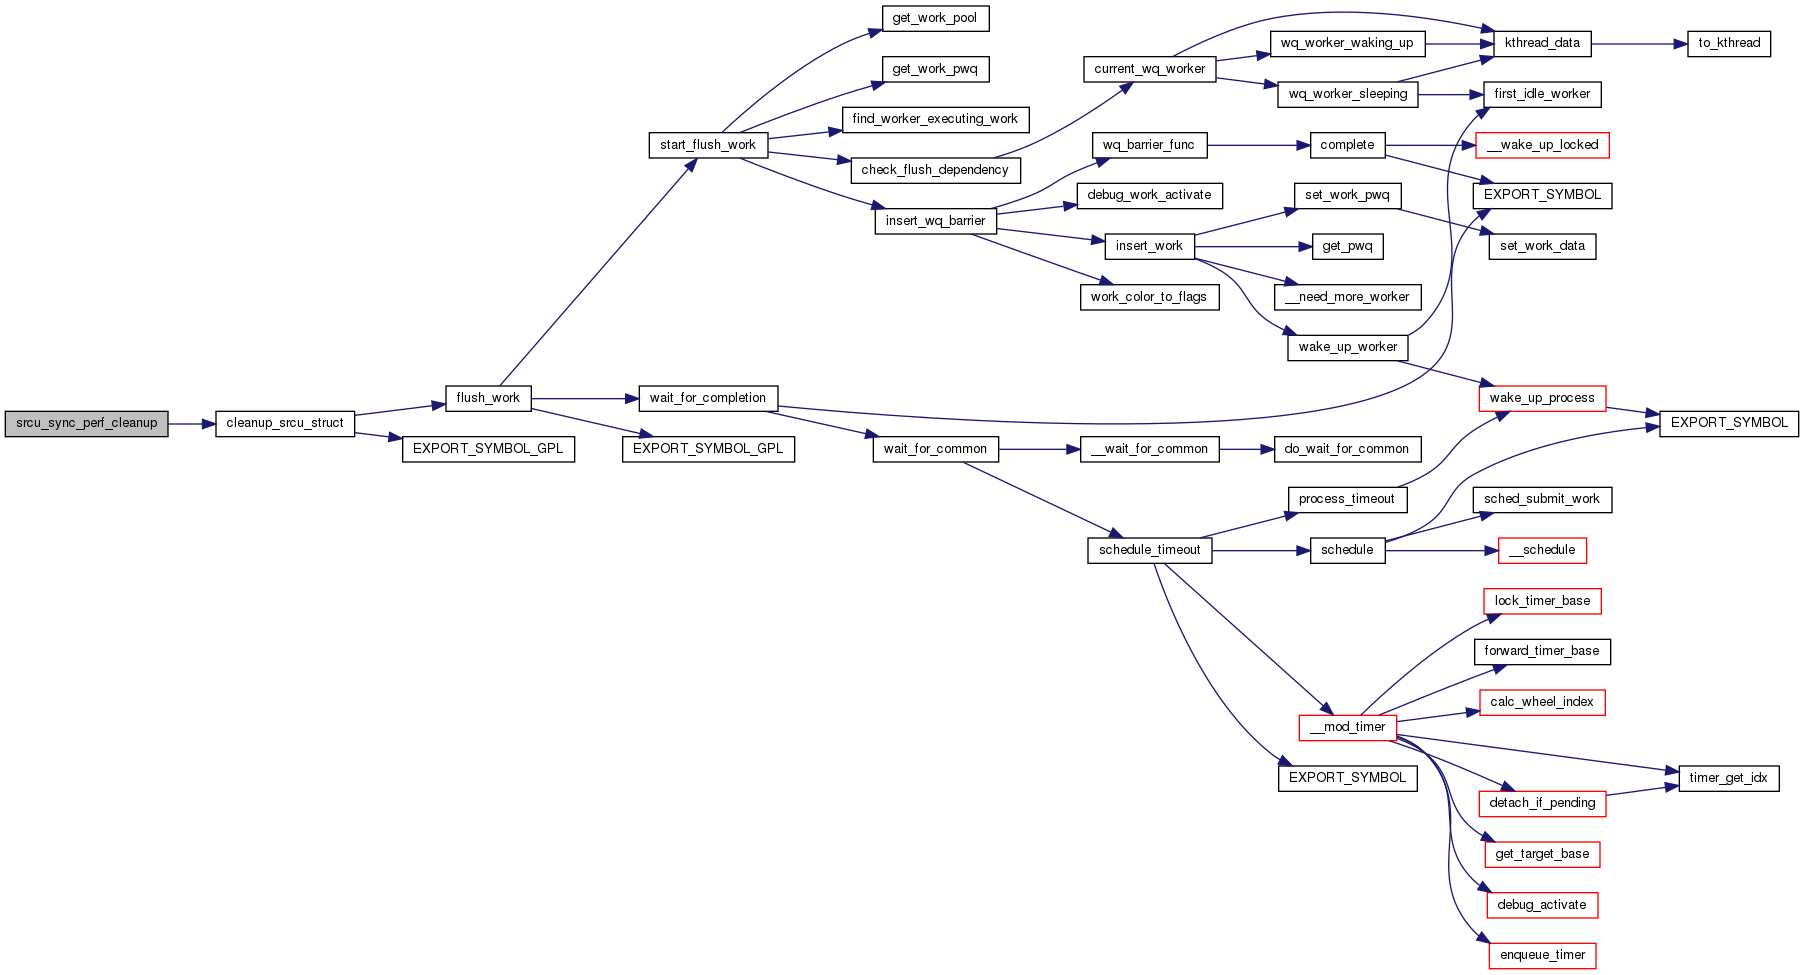 srcu_sync_perf_cleanup
cleanup_srcu_struct
flush_work
EXPORT_SYMBOL_GPL
start_flush_work
wait_for_completion
EXPORT_SYMBOL_GPL
get_work_pool
get_work_pwq
find_worker_executing_work
check_flush_dependency
insert_wq_barrier
wait_for_common
current_wq_worker
wq_barrier_func
debug_work_activate
insert_work
work_color_to_flags
__wait_for_common
schedule_timeout
wq_worker_waking_up
wq_worker_sleeping
complete
set_work_pwq
get_pwq
__need_more_worker
wake_up_worker
do_wait_for_common
process_timeout
schedule
__mod_timer
EXPORT_SYMBOL
kthread_data
first_idle_worker
__wake_up_locked
EXPORT_SYMBOL
set_work_data
wake_up_process
sched_submit_work
__schedule
lock_timer_base
forward_timer_base
calc_wheel_index
detach_if_pending
get_target_base
debug_activate
enqueue_timer
to_kthread
EXPORT_SYMBOL
timer_get_idx